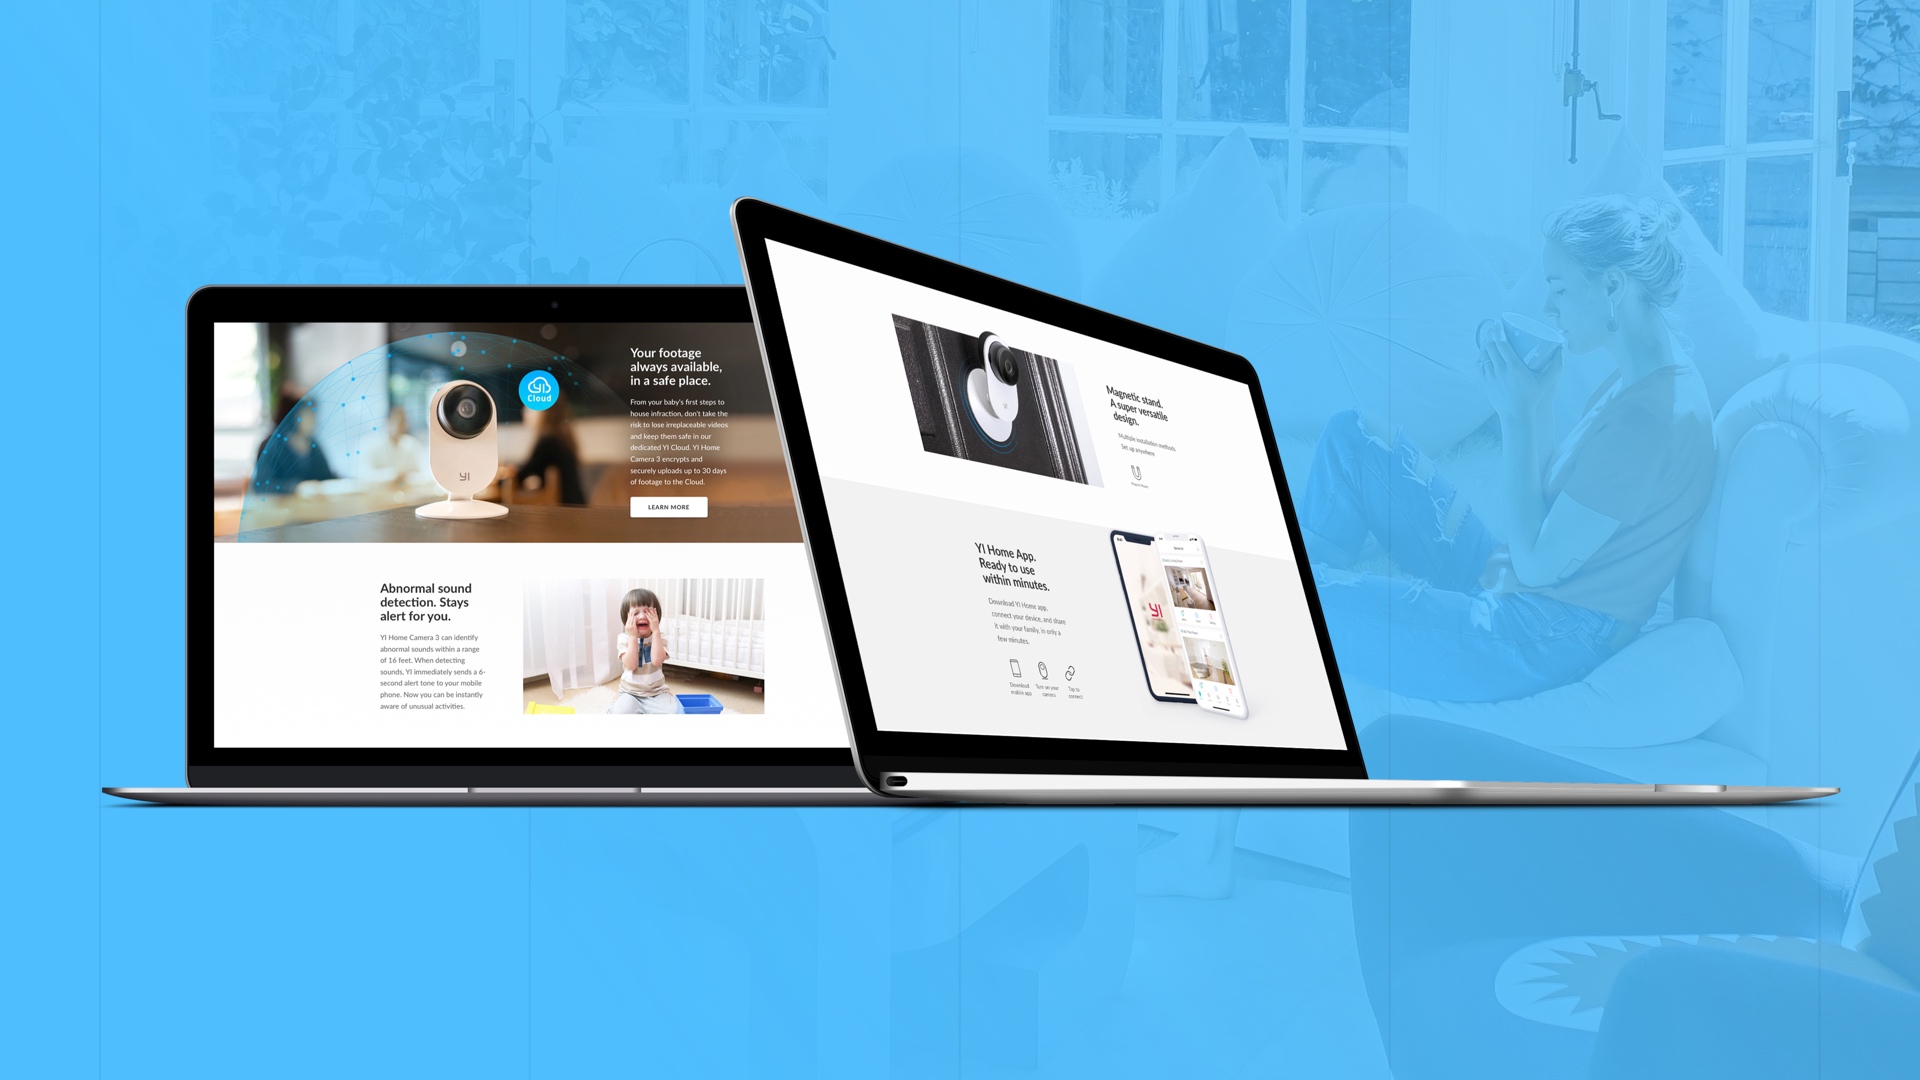 Your footage
always available,
in a safe place.
From your baby's first steps to
house infraction, don't take the
risk to lose irreplaceable videos
and keep them safe in our
dedicated YI Cloud. YI Home
Camera 3 encrypts and
securely uploads up to 30 days
of footage to the Cloud.
LEARN MORE
YI
Cloud
YI
Abnormal sound
detection. Stays
alert for you.
YI Home Camera 3 can identify
abnormal sounds within a range
of 16 feet. When detecting
sounds, YI immediately sends a 6-
second alert tone to your mobile
phone. Now you can be instantly
aware of unusual activities.
Magnetic stand.
A super versatile
design.
Multiple installation methods.
Set up anywhere
YI Home App.
Ready to use
within minutes.
Download YI Home app,
connect your device, and share
it with your family, in only a
few minutes.
Download
mobile app
Turn on your
camera
Tap to
connect
YI